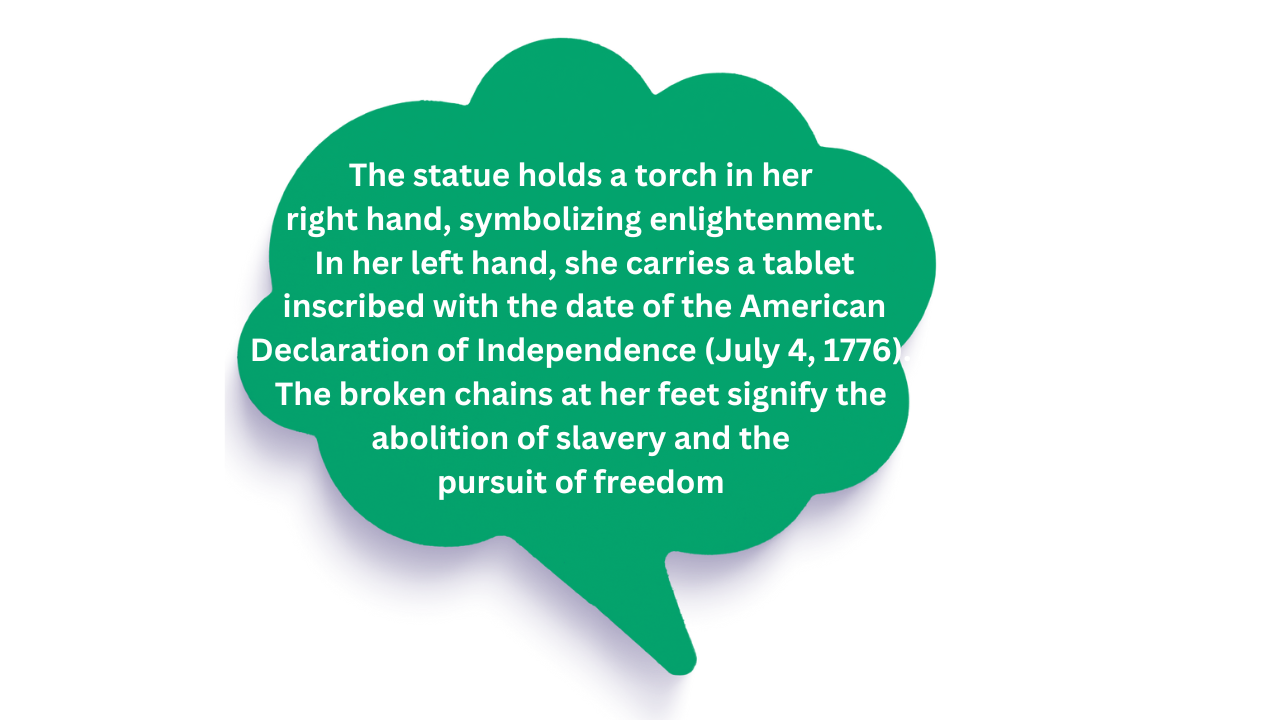 The statue holds a torch in her
right hand, symbolizing enlightenment.
In her left hand, she carries a tablet
inscribed with the date of the American
Declaration of Independence (July 4, 1776).
The broken chains at her feet signify the
abolition of slavery and the
pursuit of freedom